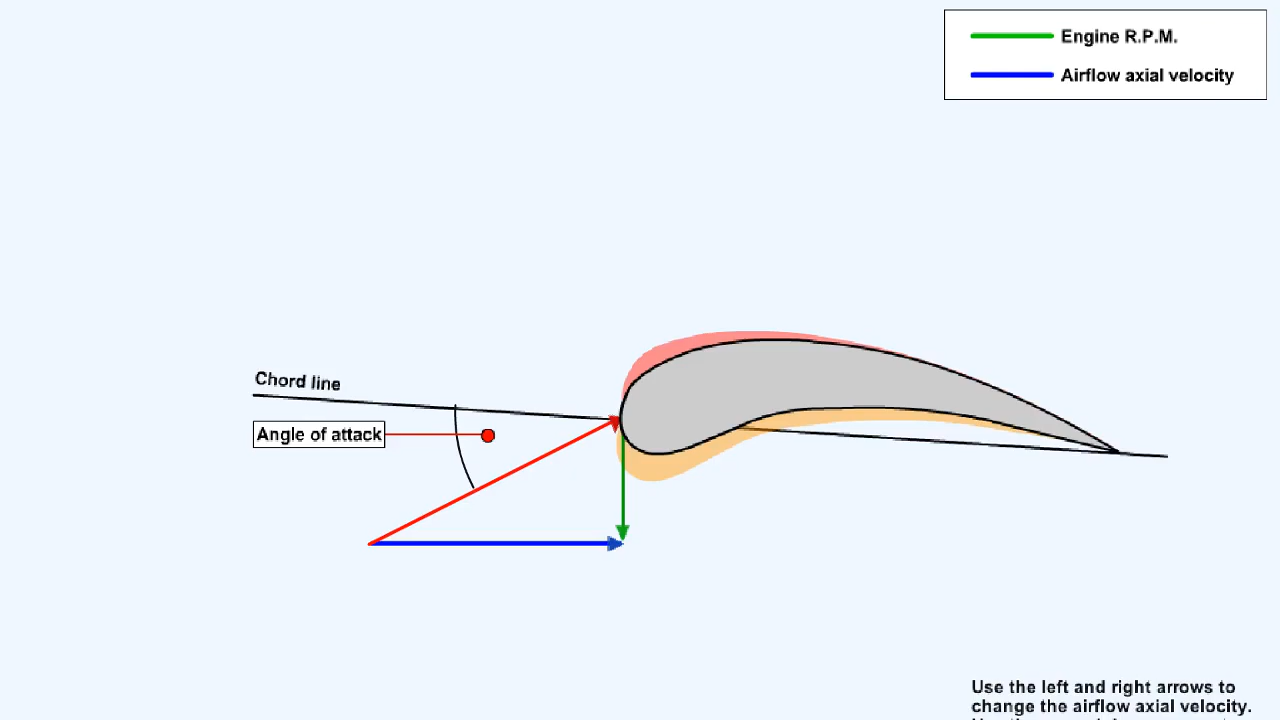 Engine R.P.M.
Airflow axial velocity
Chord line
Angle of attack
Use the left and right arrows to
change the airflow axial velocity.